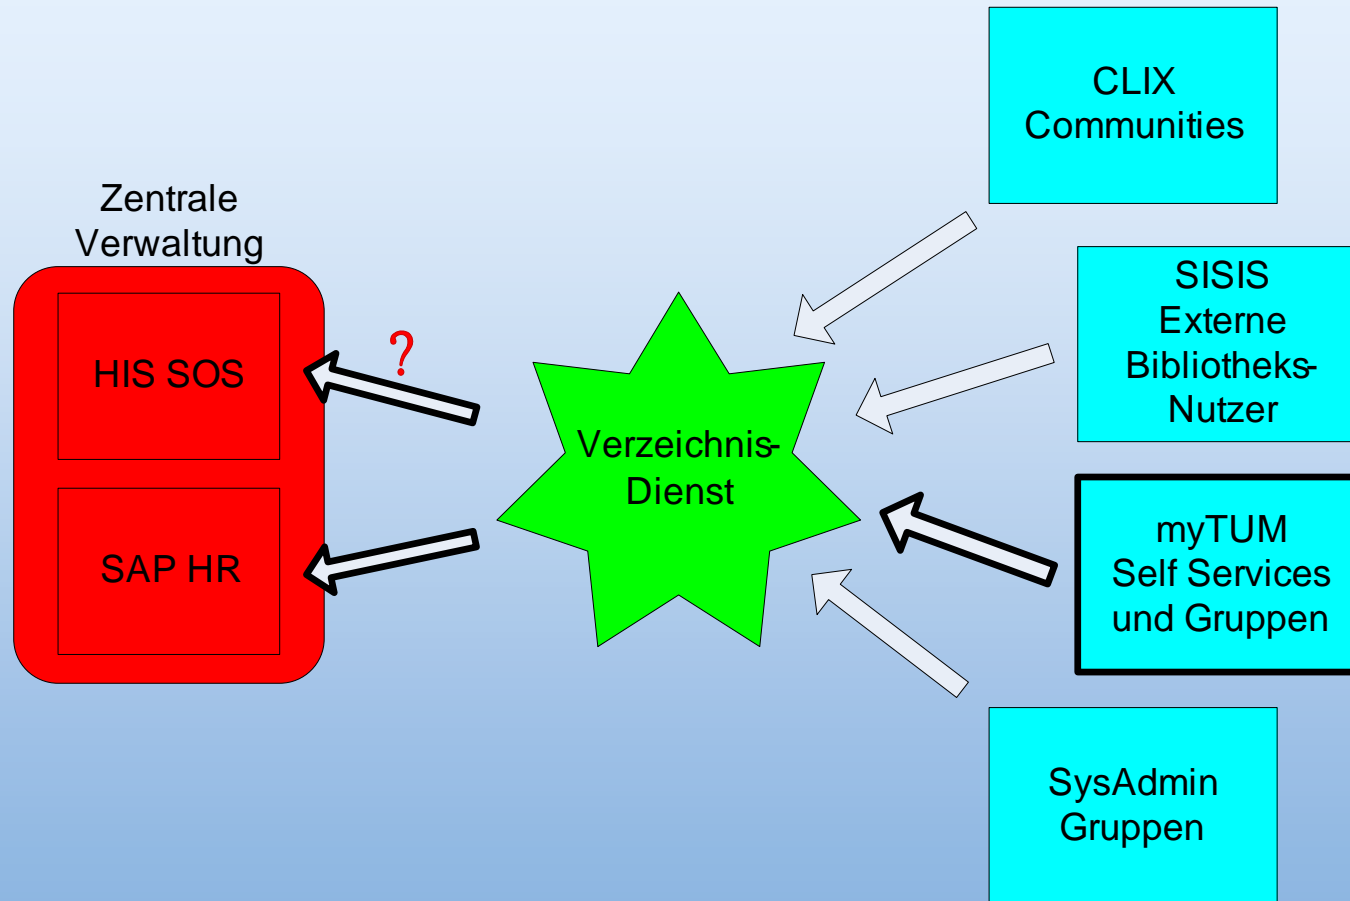 CLIX
Communities
Zentrale
Verwaltung
SISIS
Externe
Bibliotheks-
Nutzer
?
HIS SOS
Verzeichnis-
Dienst
SAP HR
myTUM
Self Services
und Gruppen
SysAdmin
Gruppen